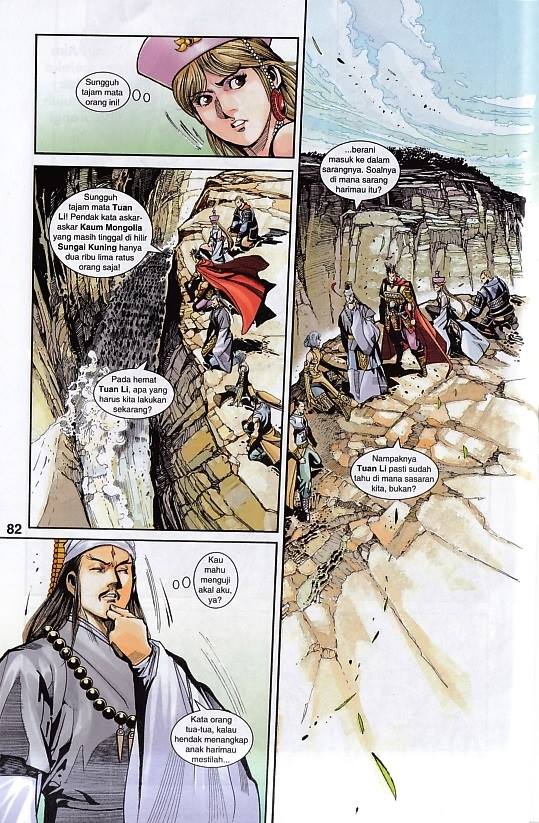 Sungguh
tajam mata
orang ini!
Sungguh
tajam mata Tuan
Li! Pendak kata askar-
askar Kaum Mongolia
yang masih tinggal di hilir
Sungai Kuning hanya
dua ribu lima ratus
orang saja!
Pada hemat
Tuan Li, apa yang
harus kita lakukan
sekarang?
82
Kau
mahu
menguji
akal aku,
ya?
Kata orang
tua-tua, kalau
hendak menangkap
anak harimau
mestilah...
...berani
masuk ke dalam
sarangnya. Soalnya
di mana sarang
harimau itu?
Nampaknya
Tuan Li pasti sudah
tahu di mana sasaran
kita, bukan?